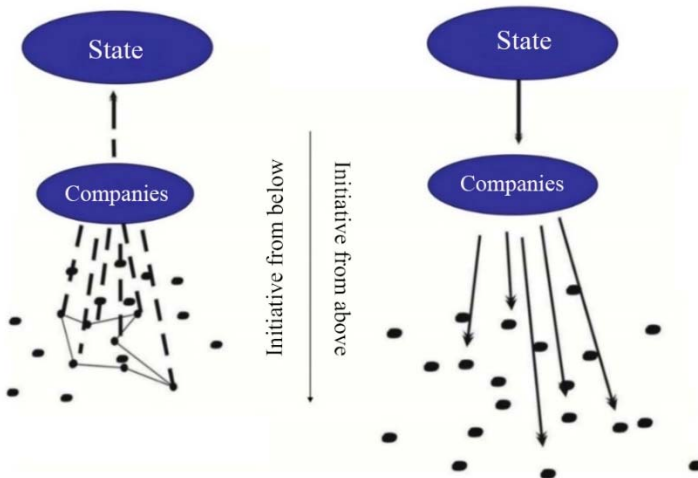 State
State
Companies
Companies
Initiative from below
Initiative from above